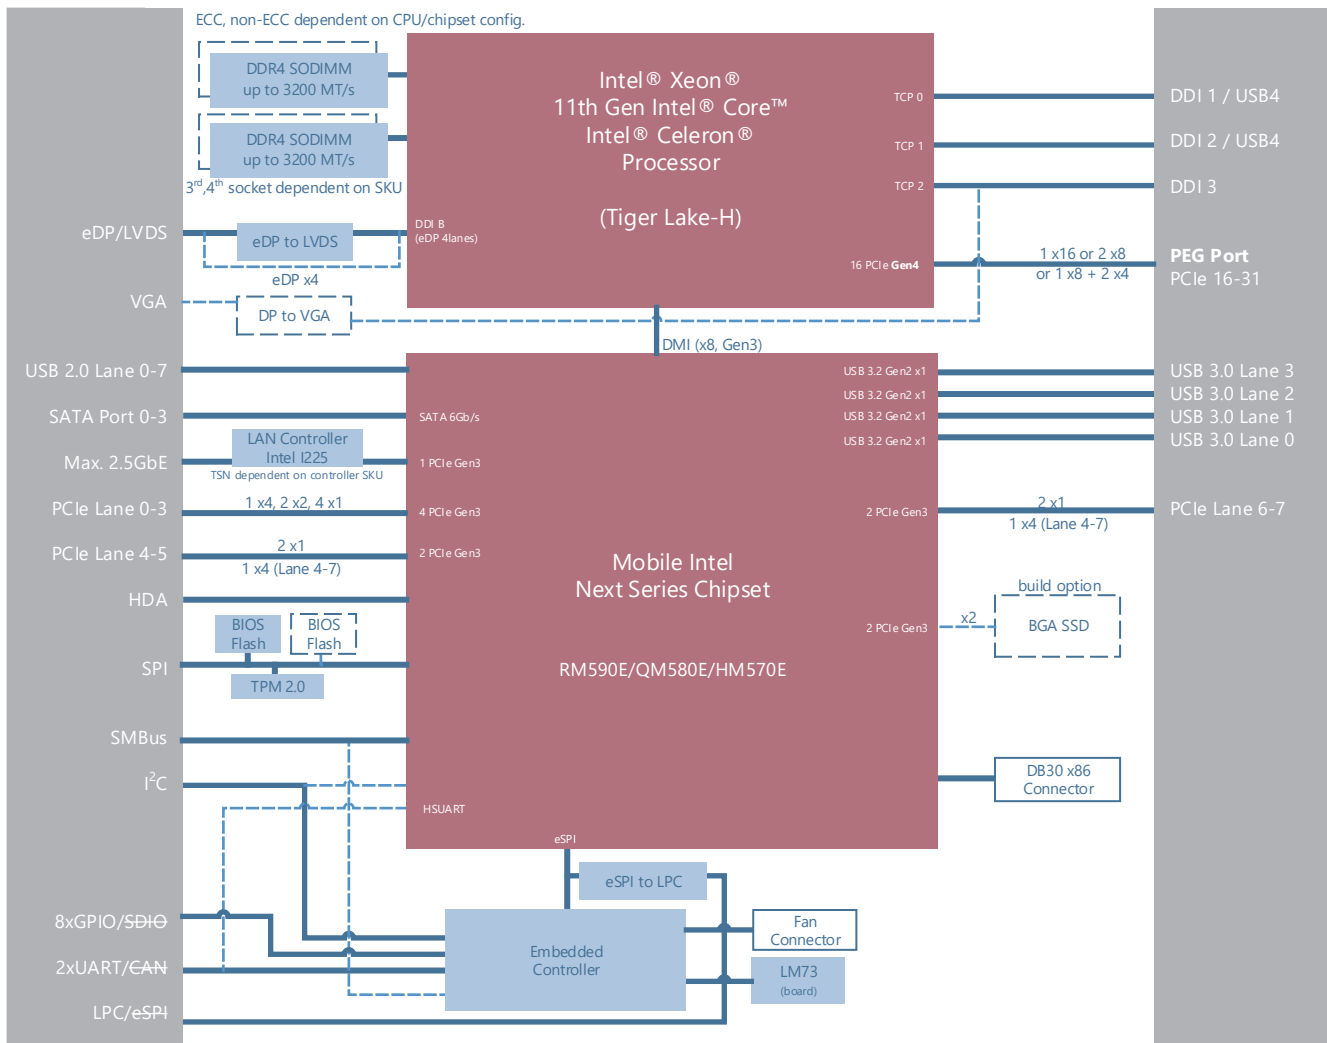 ECC, non-ECC dependent on CPU/chipset config.
DDR4 SODIMM
up to 3200 MT/s
DDR4 SODIMM
up to 3200 MT/s
3rd,4th socket dependent on SKU
Intel® Xeon®
11th Gen Intel® Core™
Intel® Celeron®
Processor
(Tiger Lake-H)
TCP 0
TCP 1
TCP 2
16 PCIe Gen4
DDI B
(eDP 4lanes)
DDI 1 / USB4
DDI 2 / USB4
DDI 3
1 x16 or 2 x8
or 1 x8 + 2 x4
PEG Port
PCIe 16-31
eDP/LVDS
eDP to LVDS
eDP x4
VGA
DP to VGA
DMI (x8, Gen3)
USB 2.0 Lane 0-7
SATA Port 0-3
SATA 6Gb/s
LAN Controller
Intel I225
TSN dependent on controller SKU
Max. 2.5GbE
1 PCIe Gen3
PCIe Lane 0-3
1 x4, 2 x2, 4 x1
4 PCIe Gen3
PCIe Lane 4-5
2 x1
1 x4 (Lane 4-7)
2 PCIe Gen3
HDA
BIOS
Flash
BIOS
Flash
SPI
TPM 2.0
SMBus
I2C
HSUART
eSPI
Mobile Intel
Next Series Chipset
RM590E/QM580E/HM570E
USB 3.2 Gen2 x1
USB 3.2 Gen2 x1
USB 3.2 Gen2 x1
USB 3.2 Gen2 x1
USB 3.0 Lane 3
USB 3.0 Lane 2
USB 3.0 Lane 1
USB 3.0 Lane 0
2 PCIe Gen3
2 x1
1 x4 (Lane 4-7)
PCIe Lane 6-7
2 PCIe Gen3
x2
build option
BGA SSD
DB30 x86
Connector
eSPI to LPC
8xGPIO/SDIO
2xUART/CAN
LPC/eSPI
Embedded
Controller
Fan
Connector
LM73
(board)